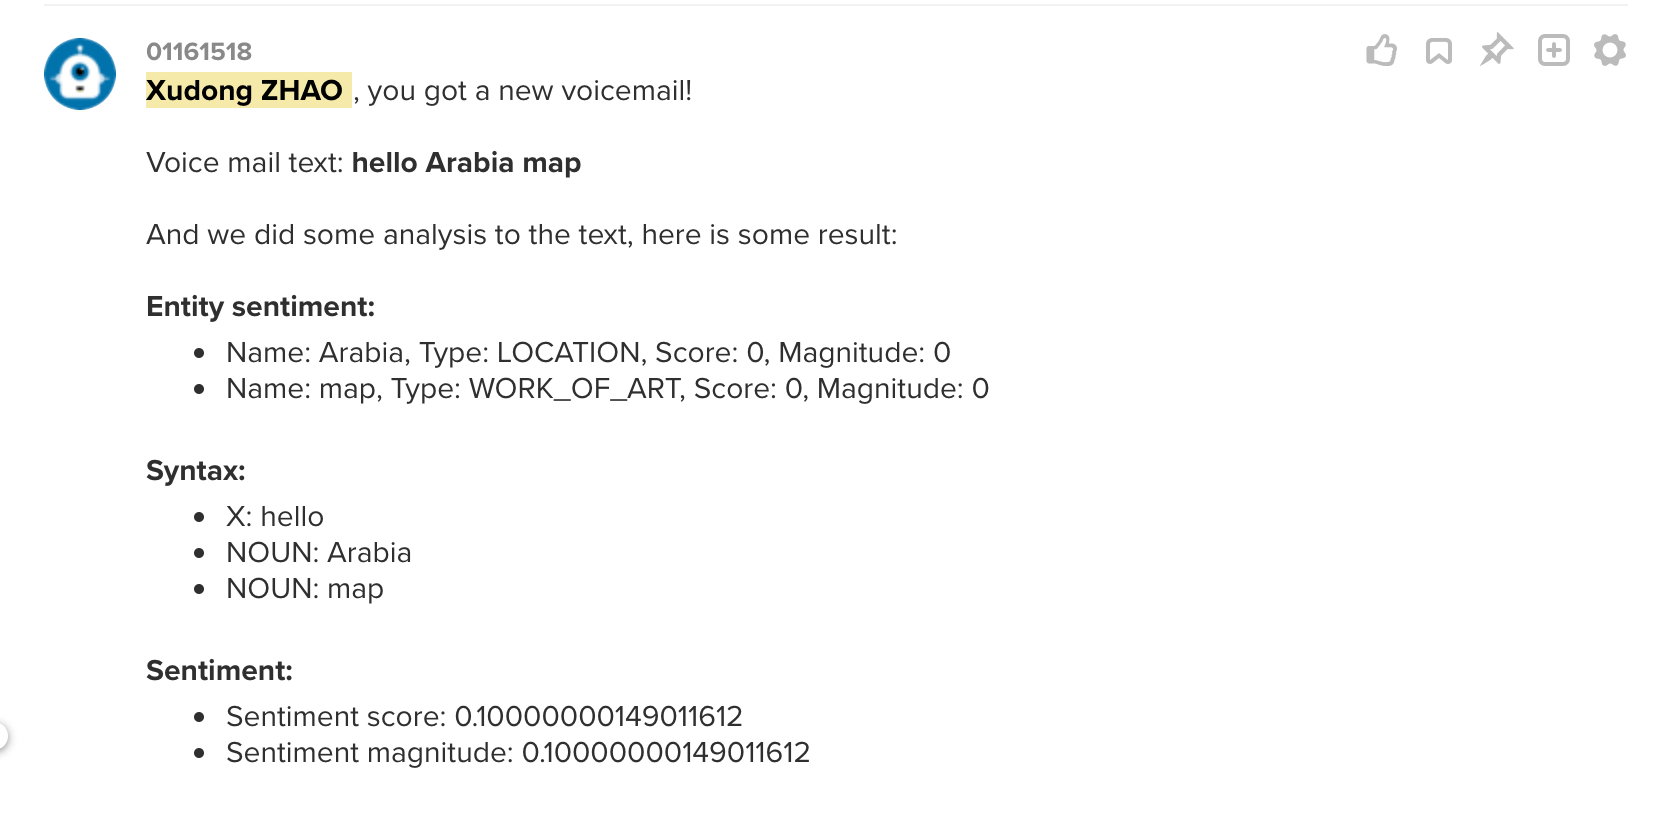 01161518
Xudong ZHAO , you got a new voicemail!
Voice mail text: hello Arabia map
And we did some analysis to the text, here is some result:
Entity sentiment:
• Name: Arabia, Type: LOCATION, Score: 0, Magnitude: 0
• Name: map, Type: WORK_OF_ART, Score: 0, Magnitude: 0
Syntax:
• X: hello
• NOUN: Arabia
• NOUN: map
Sentiment:
• Sentiment score: 0.10000000149011612
• Sentiment magnitude: 0.10000000149011612